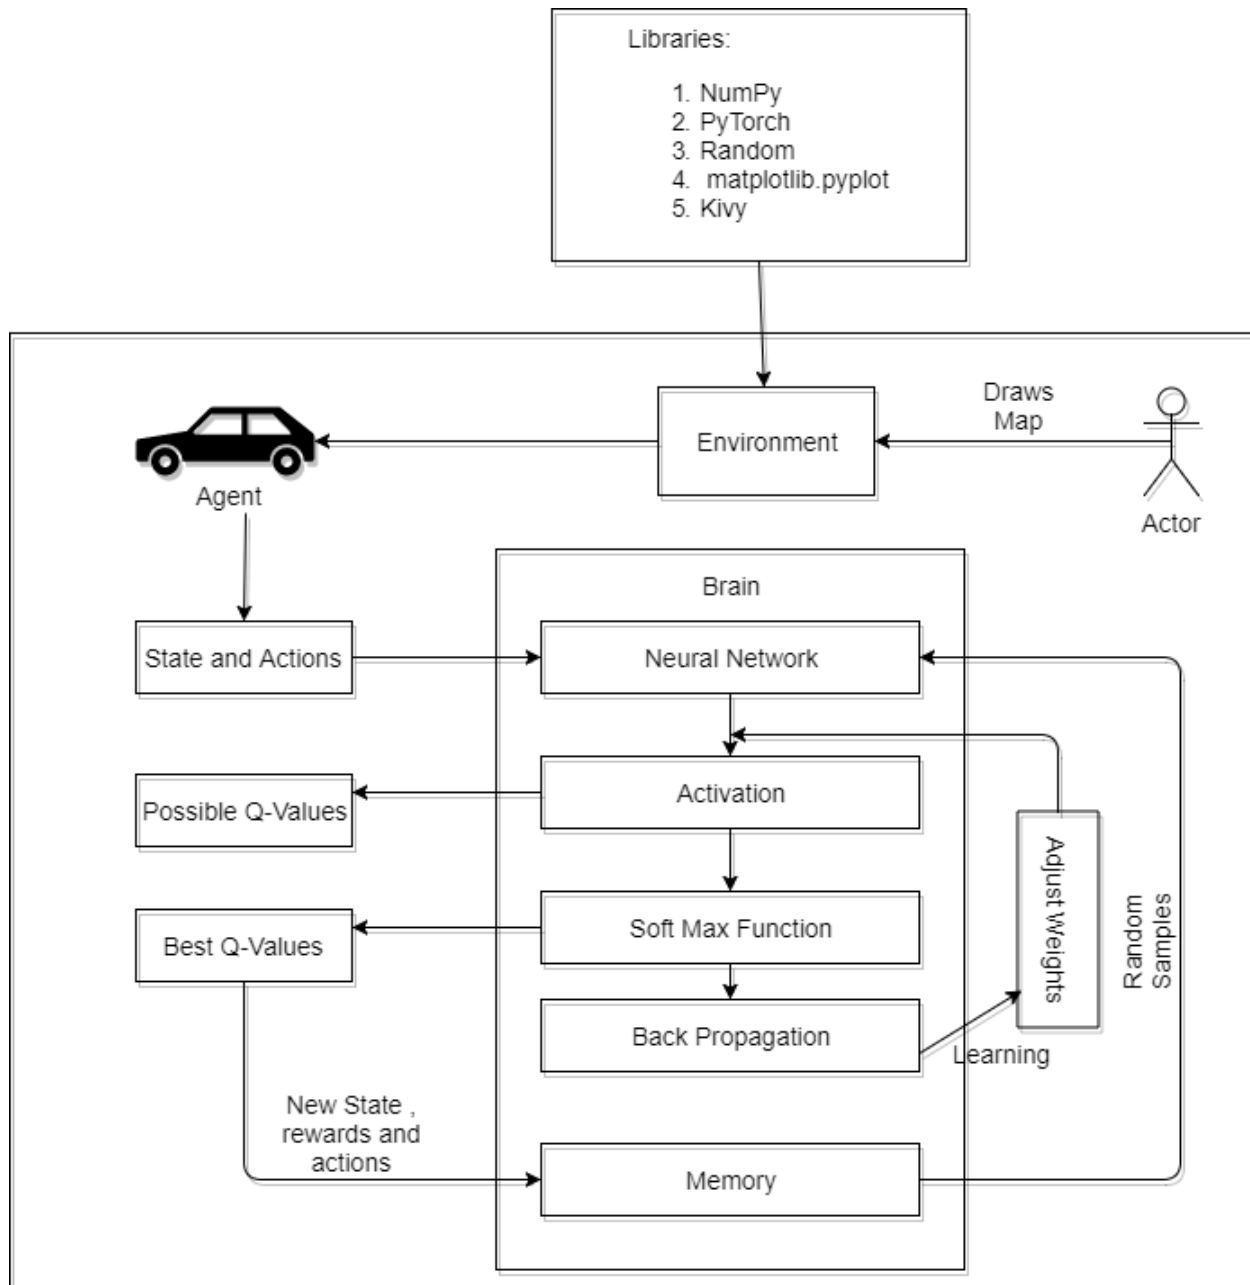 Libraries:
1. NumPy
2. PyTorch
3. Random
4. matplotlib.pyplot
5. Kivy
Draws
Map
Environment
Agent
Actor
Brain
State and Actions
Neural Network
Possible Q-Values
Activation
Adjust Weights
Random
Samples
Best Q-Values
Soft Max Function
Back Propagation
Learning
New State ,
rewards and
actions
Memory